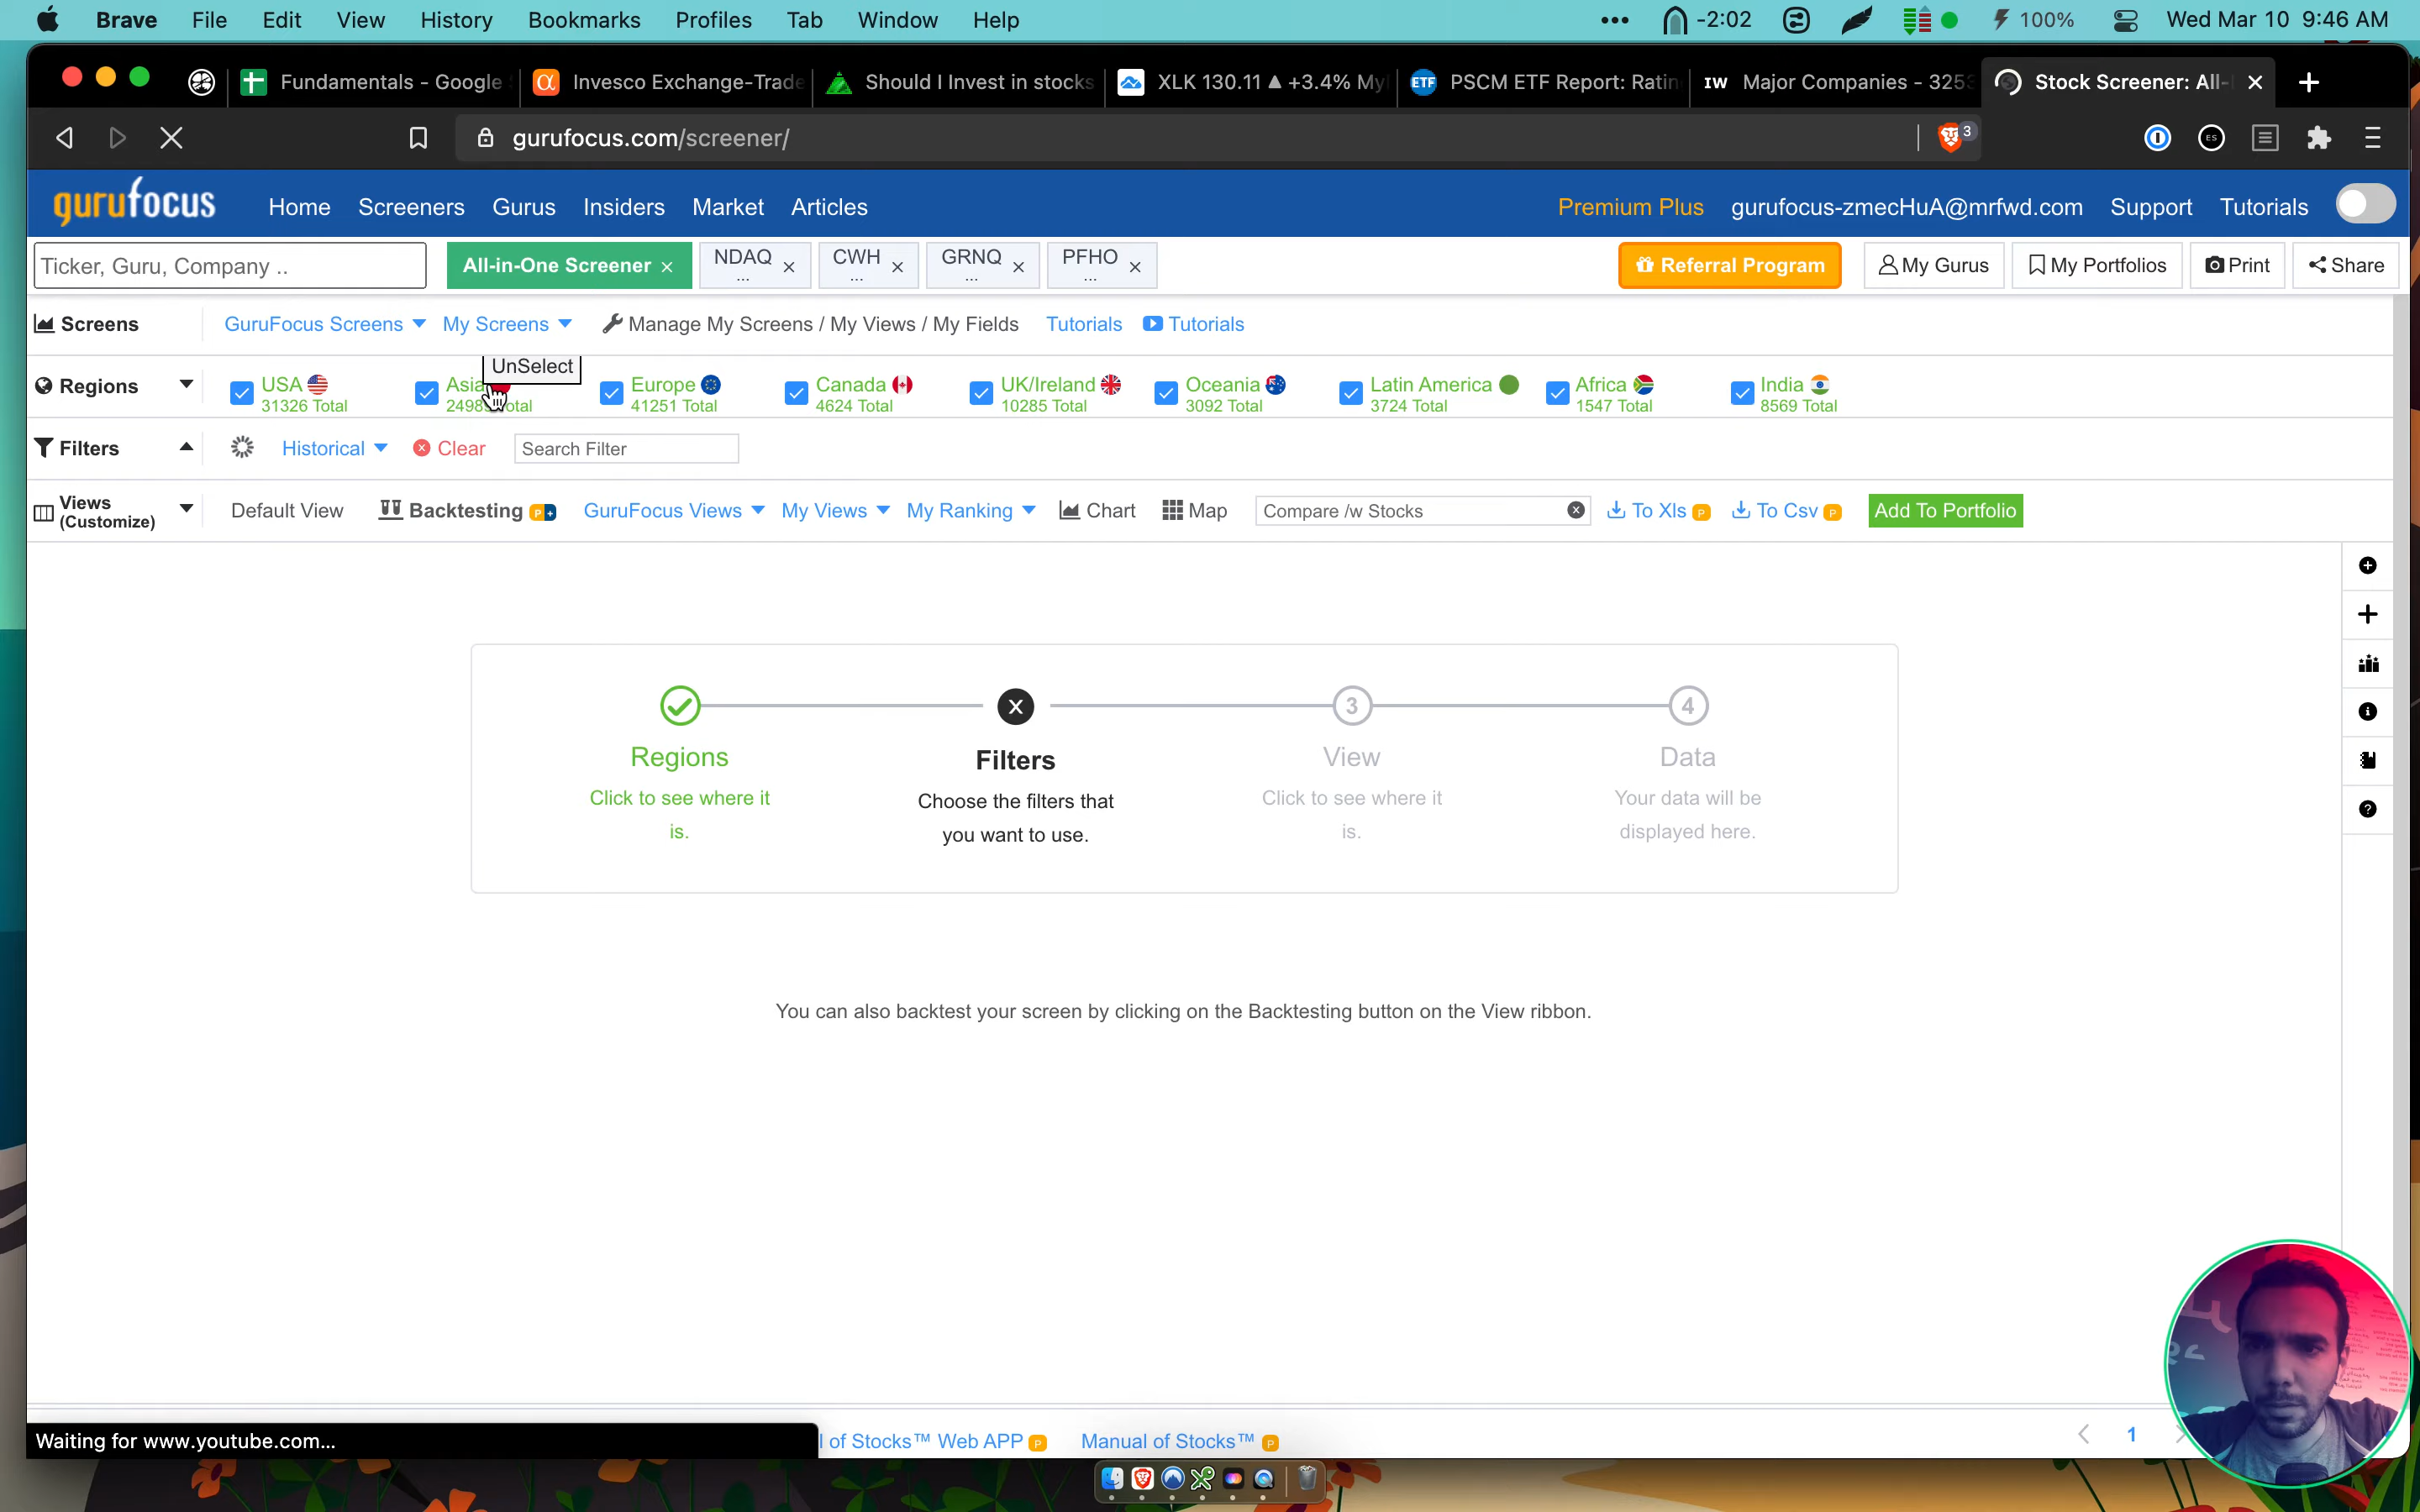 Brave File Edit View History Bookmarks Profiles Tab Window Help
••• -2:02 100% Wed Mar 10 9:46 AM
Fundamentals - Google
Invesco Exchange-Trade
Should I Invest in stocks
XLK 130.11 ▲ +3.4% My
ETF PSCM ETF Report: Ratin
IW Major Companies - 3253
Stock Screener: All-
gurufocus.com/screener/
3
ES
gurufocus
Home Screeners Gurus Insiders Market Articles
Premium Plus gurufocus-zmecHuA@mrfwd.com Support Tutorials
Ticker, Guru, Company ..
All-in-One Screener ×
NDAQ ... ×
CWH ... ×
GRNQ ... ×
PFHO ... ×
Referral Program
My Gurus
My Portfolios
Print
Share
Screens
GuruFocus Screens My Screens Manage My Screens / My Views / My Fields Tutorials Tutorials
UnSelect
Regions
USA
31326 Total
Asia
Europe
41251 Total
Canada
4624 Total
UK/Ireland
10285 Total
Oceania
3092 Total
Latin America
3724 Total
Africa
1547 Total
India
8569 Total
Filters
Historical Clear Search Filter
Views
(Customize)
Default View Backtesting P + GuruFocus Views My Views My Ranking Chart Map Compare /w Stocks To Xls P To Csv P Add To Portfolio
3 4
Regions Filters View Data
Click to see where it
is.
Choose the filters that
you want to use.
Click to see where it
is.
Your data will be
displayed here.
You can also backtest your screen by clicking on the Backtesting button on the View ribbon.
Waiting for www.youtube.com...
of Stocks™ Web APP P Manual of Stocks™ P
1